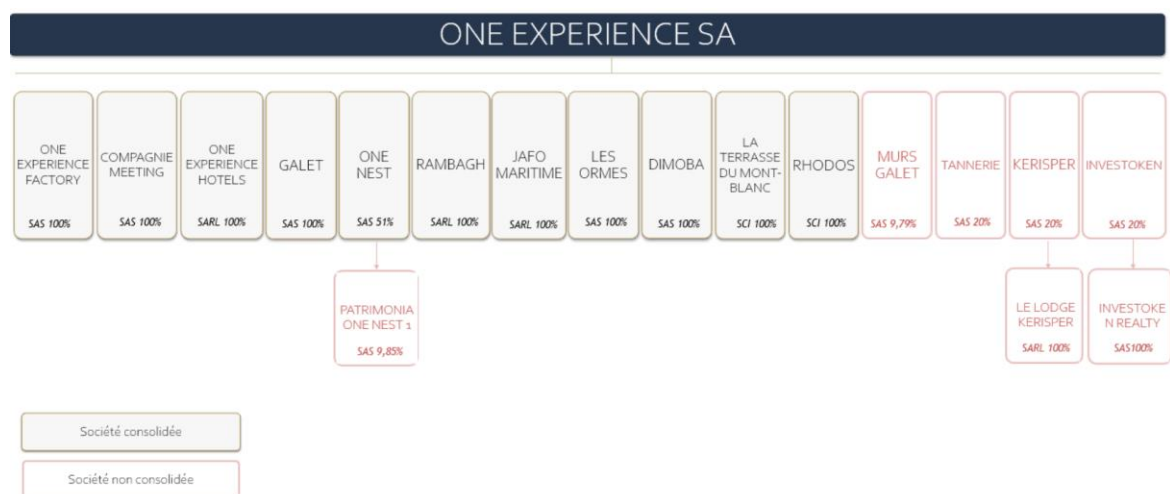 ONE EXPERIENCE SA
ONE
EXPERIENCE
FACTORY
SAS 100%
COMPAGNIE
MEETING
SAS 100%
ONE
EXPERIENCE
HOTELS
SARL 100%
GALET
SAS 100%
ONE
NEST
SAS 51%
RAMBAGH
SARL 100%
JAFO
MARITIME
SARL 100%
LES
ORMES
SAS 100%
DIMOBA
SAS 100%
LA
TERRASSE
DU MONT-
BLANC
SCI 100%
RHODOS
SCI 100%
MURS
GALET
SAS 9,79%
TANNERIE
SAS 20%
KERISPER
SAS 20%
INVESTOKEN
SAS 20%
PATRIMONIA
ONE NEST 1
SAS 9,85%
LE LODGE
KERISPER
SARL 100%
INVESTOKE
N REALTY
SAS100%
Société consolidée
Société non consolidée